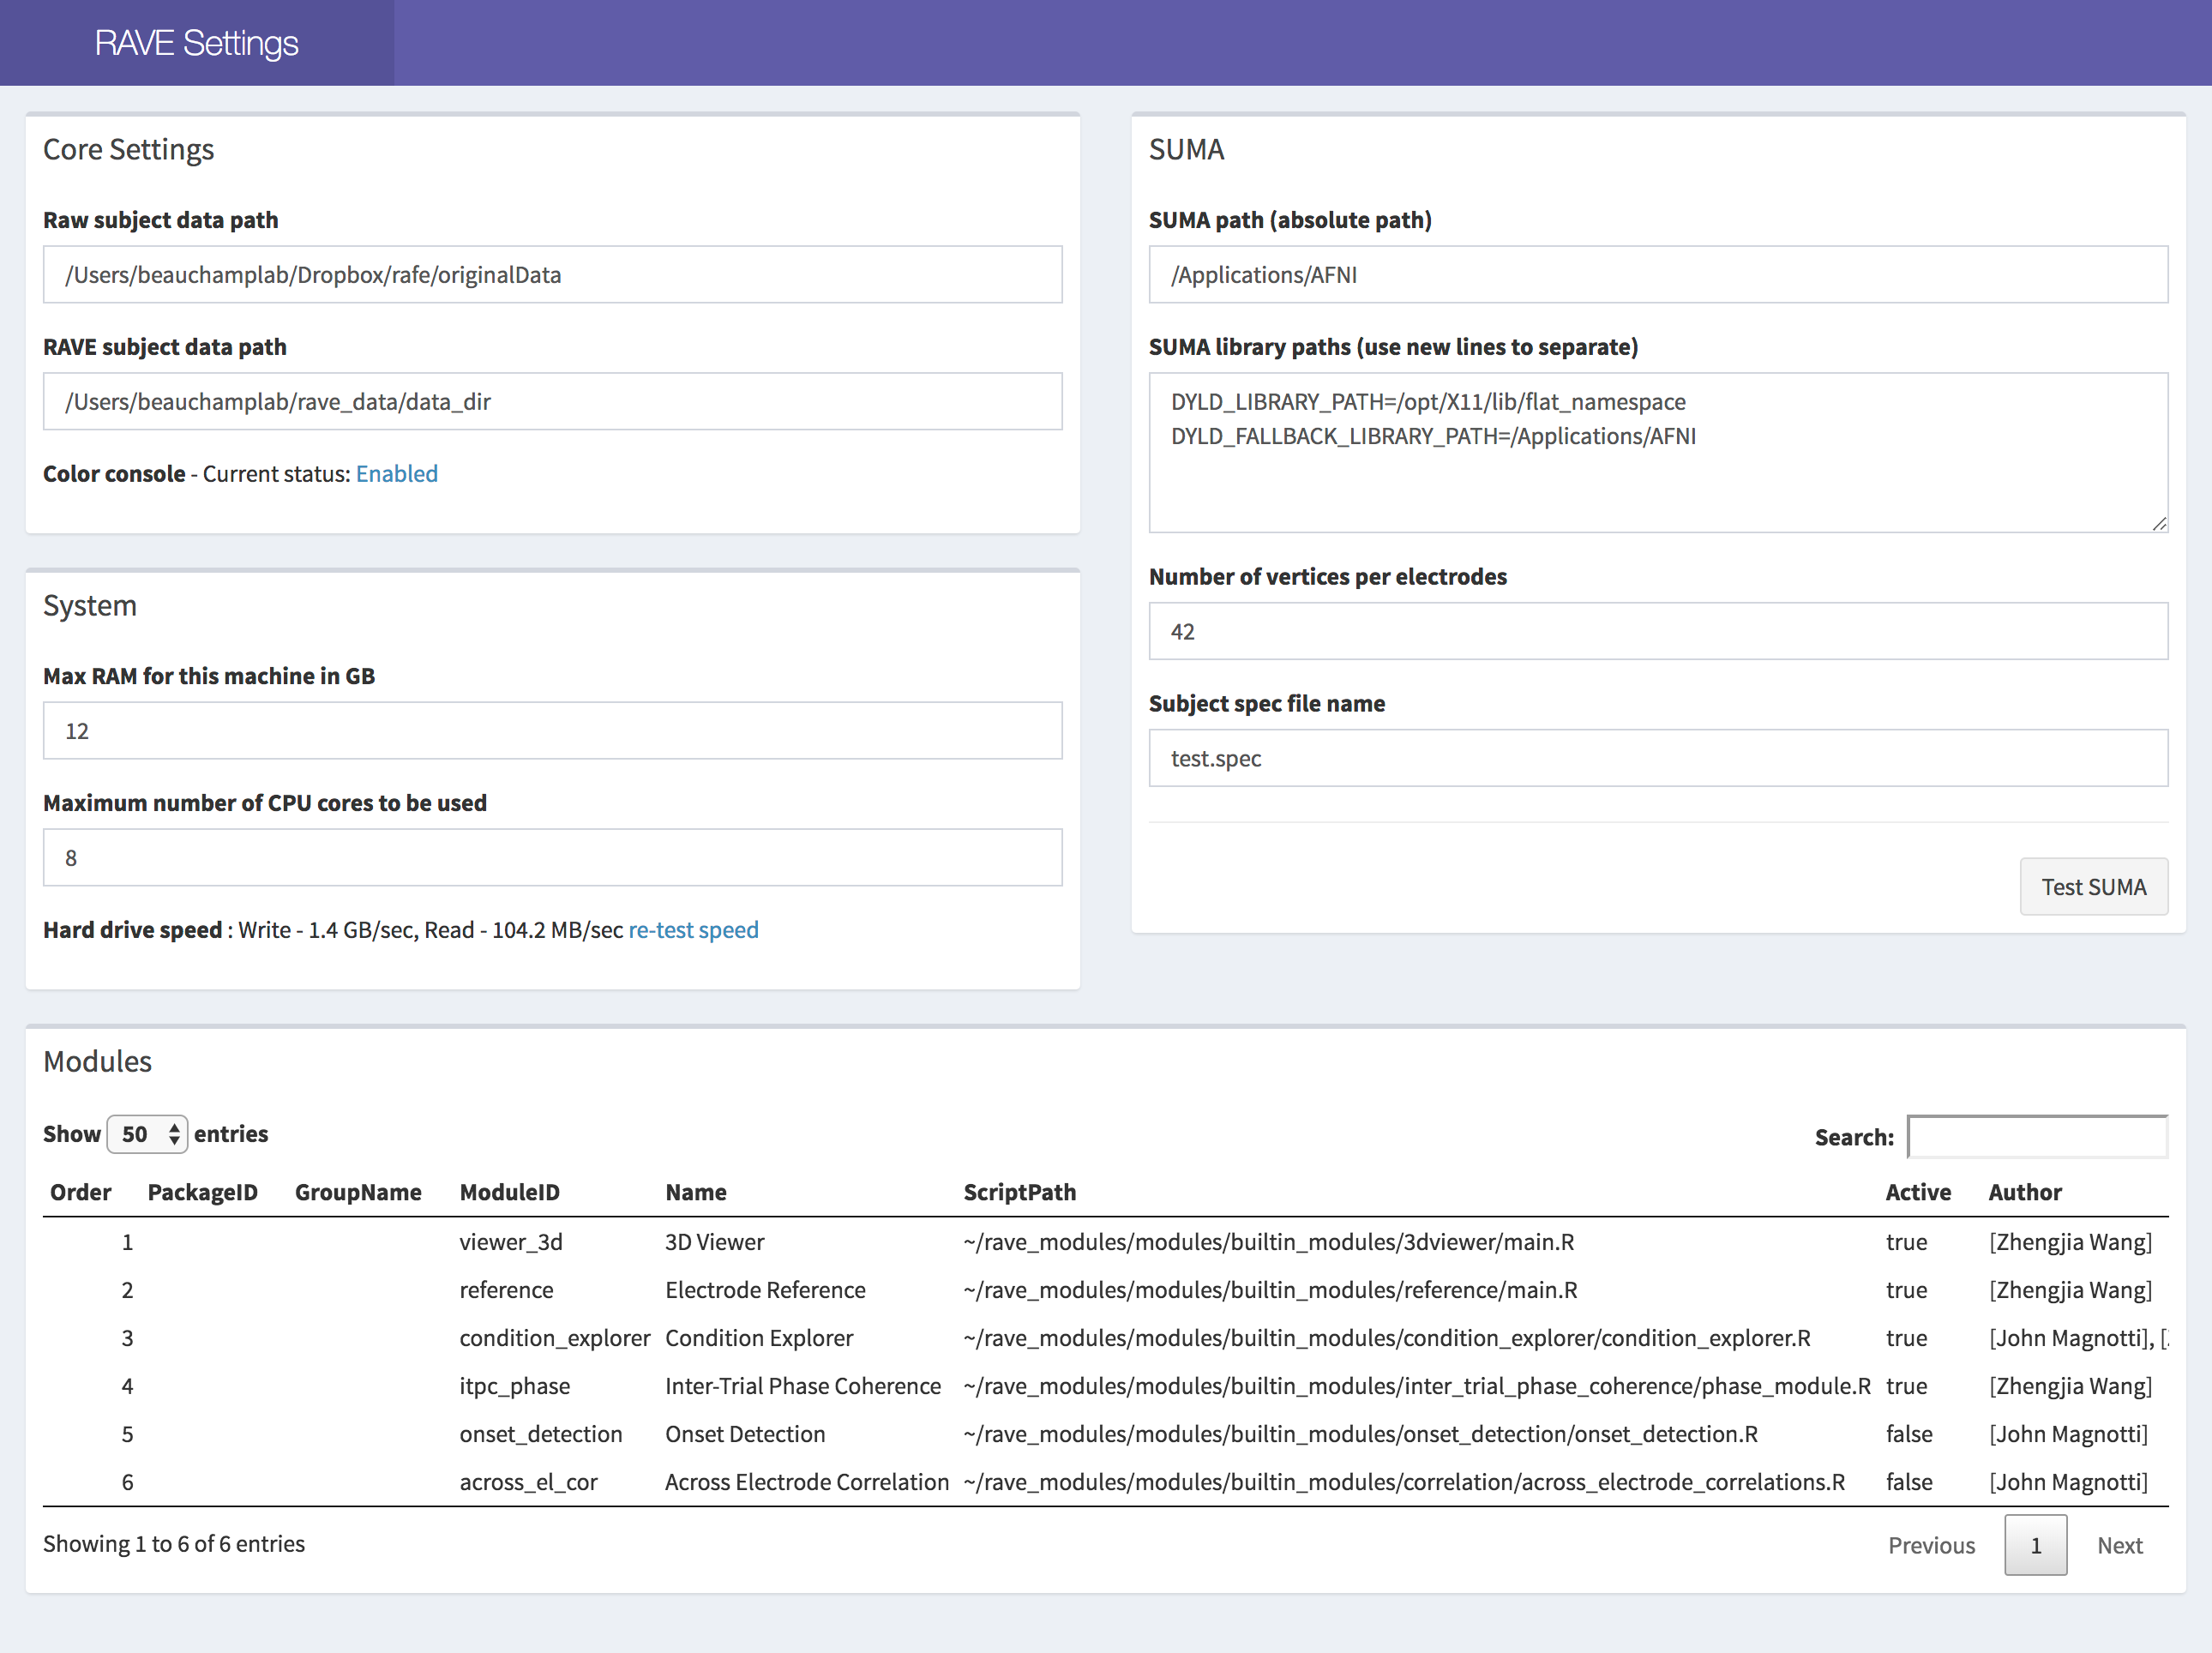 RAVE Settings
Core Settings
Raw subject data path
/Users/beauchamplab/Dropbox/rafe/originalData
RAVE subject data path
/Users/beauchamplab/rave_data/data_dir
Color console - Current status: Enabled
System
Max RAM for this machine in GB
12
Maximum number of CPU cores to be used
8
Hard drive speed : Write - 1.4 GB/sec, Read - 104.2 MB/sec re-test speed
SUMA
SUMA path (absolute path)
/Applications/AFNI
SUMA library paths (use new lines to separate)
DYLD_LIBRARY_PATH=/opt/X11/lib/flat_namespace
DYLD_FALLBACK_LIBRARY_PATH=/Applications/AFNI
Number of vertices per electrodes
42
Subject spec file name
test.spec
Test SUMA
Modules
Show 50 entries
Search:
Order PackageID GroupName ModuleID Name ScriptPath Active Author
1 viewer_3d 3D Viewer ~/rave_modules/modules/builtin_modules/3dviewer/main.R true [Zhengjia Wang]
2 reference Electrode Reference ~/rave_modules/modules/builtin_modules/reference/main.R true [Zhengjia Wang]
3 condition_explorer Condition Explorer ~/rave_modules/modules/builtin_modules/condition_explorer/condition_explorer.R true [John Magnotti], [
4 itpc_phase Inter-Trial Phase Coherence ~/rave_modules/modules/builtin_modules/inter_trial_phase_coherence/phase_module.R true [Zhengjia Wang]
5 onset_detection Onset Detection ~/rave_modules/modules/builtin_modules/onset_detection/onset_detection.R false [John Magnotti]
6 across_el_cor Across Electrode Correlation ~/rave_modules/modules/builtin_modules/correlation/across_electrode_correlations.R false [John Magnotti]
Showing 1 to 6 of 6 entries
Previous 1 Next